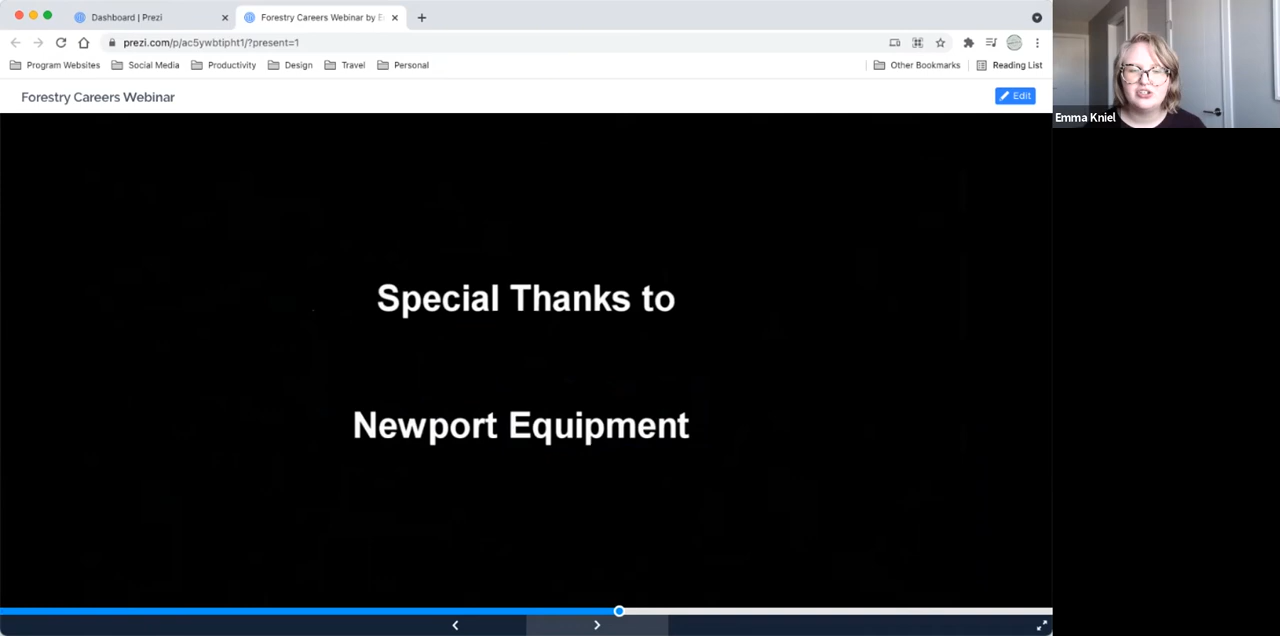 Dashboard | Prezi
Forestry Careers Webinar by E
prezi.com/p/ac5ywbtipht1/?present=1
Program Websites
Social Media
Productivity
Design
Travel
Personal
Other Bookmarks
Reading List
Forestry Careers Webinar
Edit
Emma Kniel
Special Thanks to
Newport Equipment